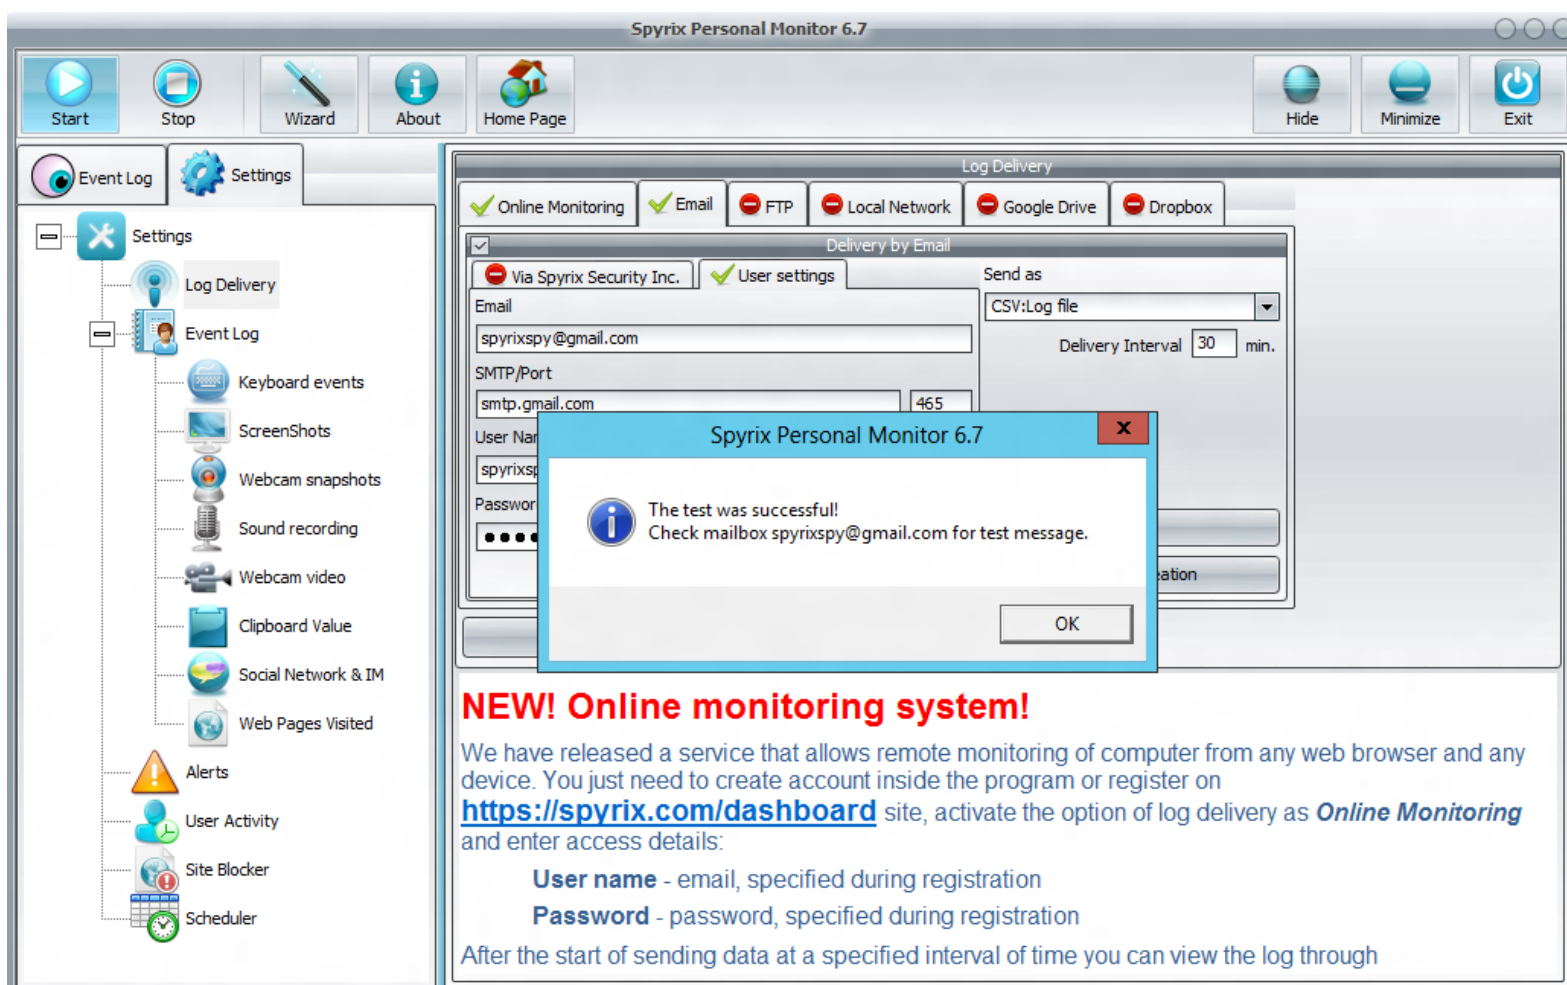 Spyrix Personal Monitor 6.7
Start
Stop
Wizard
About
Home Page
Hide
Minimize
Exit
Event Log
Settings
Settings
Log Delivery
Event Log
Keyboard events
ScreenShots
Webcam snapshots
Sound recording
Webcam video
Clipboard Value
Social Network & IM
Web Pages Visited
Alerts
User Activity
Site Blocker
Scheduler
Log Delivery
Online Monitoring
Email
FTP
Local Network
Google Drive
Dropbox
Delivery by Email
Via Spyrix Security Inc.
User settings
Send as
Email
CSV:Log file
spyrixspy@gmail.com
Delivery Interval 30 min.
SMTP/Port
smtp.gmail.com 465
User
Spyrix Personal Monitor 6.7
x
The test was successful!
Check mailbox spyrixspy@gmail.com for test message.
OK
NEW! Online monitoring system!
We have released a service that allows remote monitoring of computer from any web browser and any
device. You just need to create account inside the program or register on
https://spyrix.com/dashboard site, activate the option of log delivery as Online Monitoring
and enter access details:
User name - email, specified during registration
Password - password, specified during registration
After the start of sending data at a specified interval of time you can view the log through